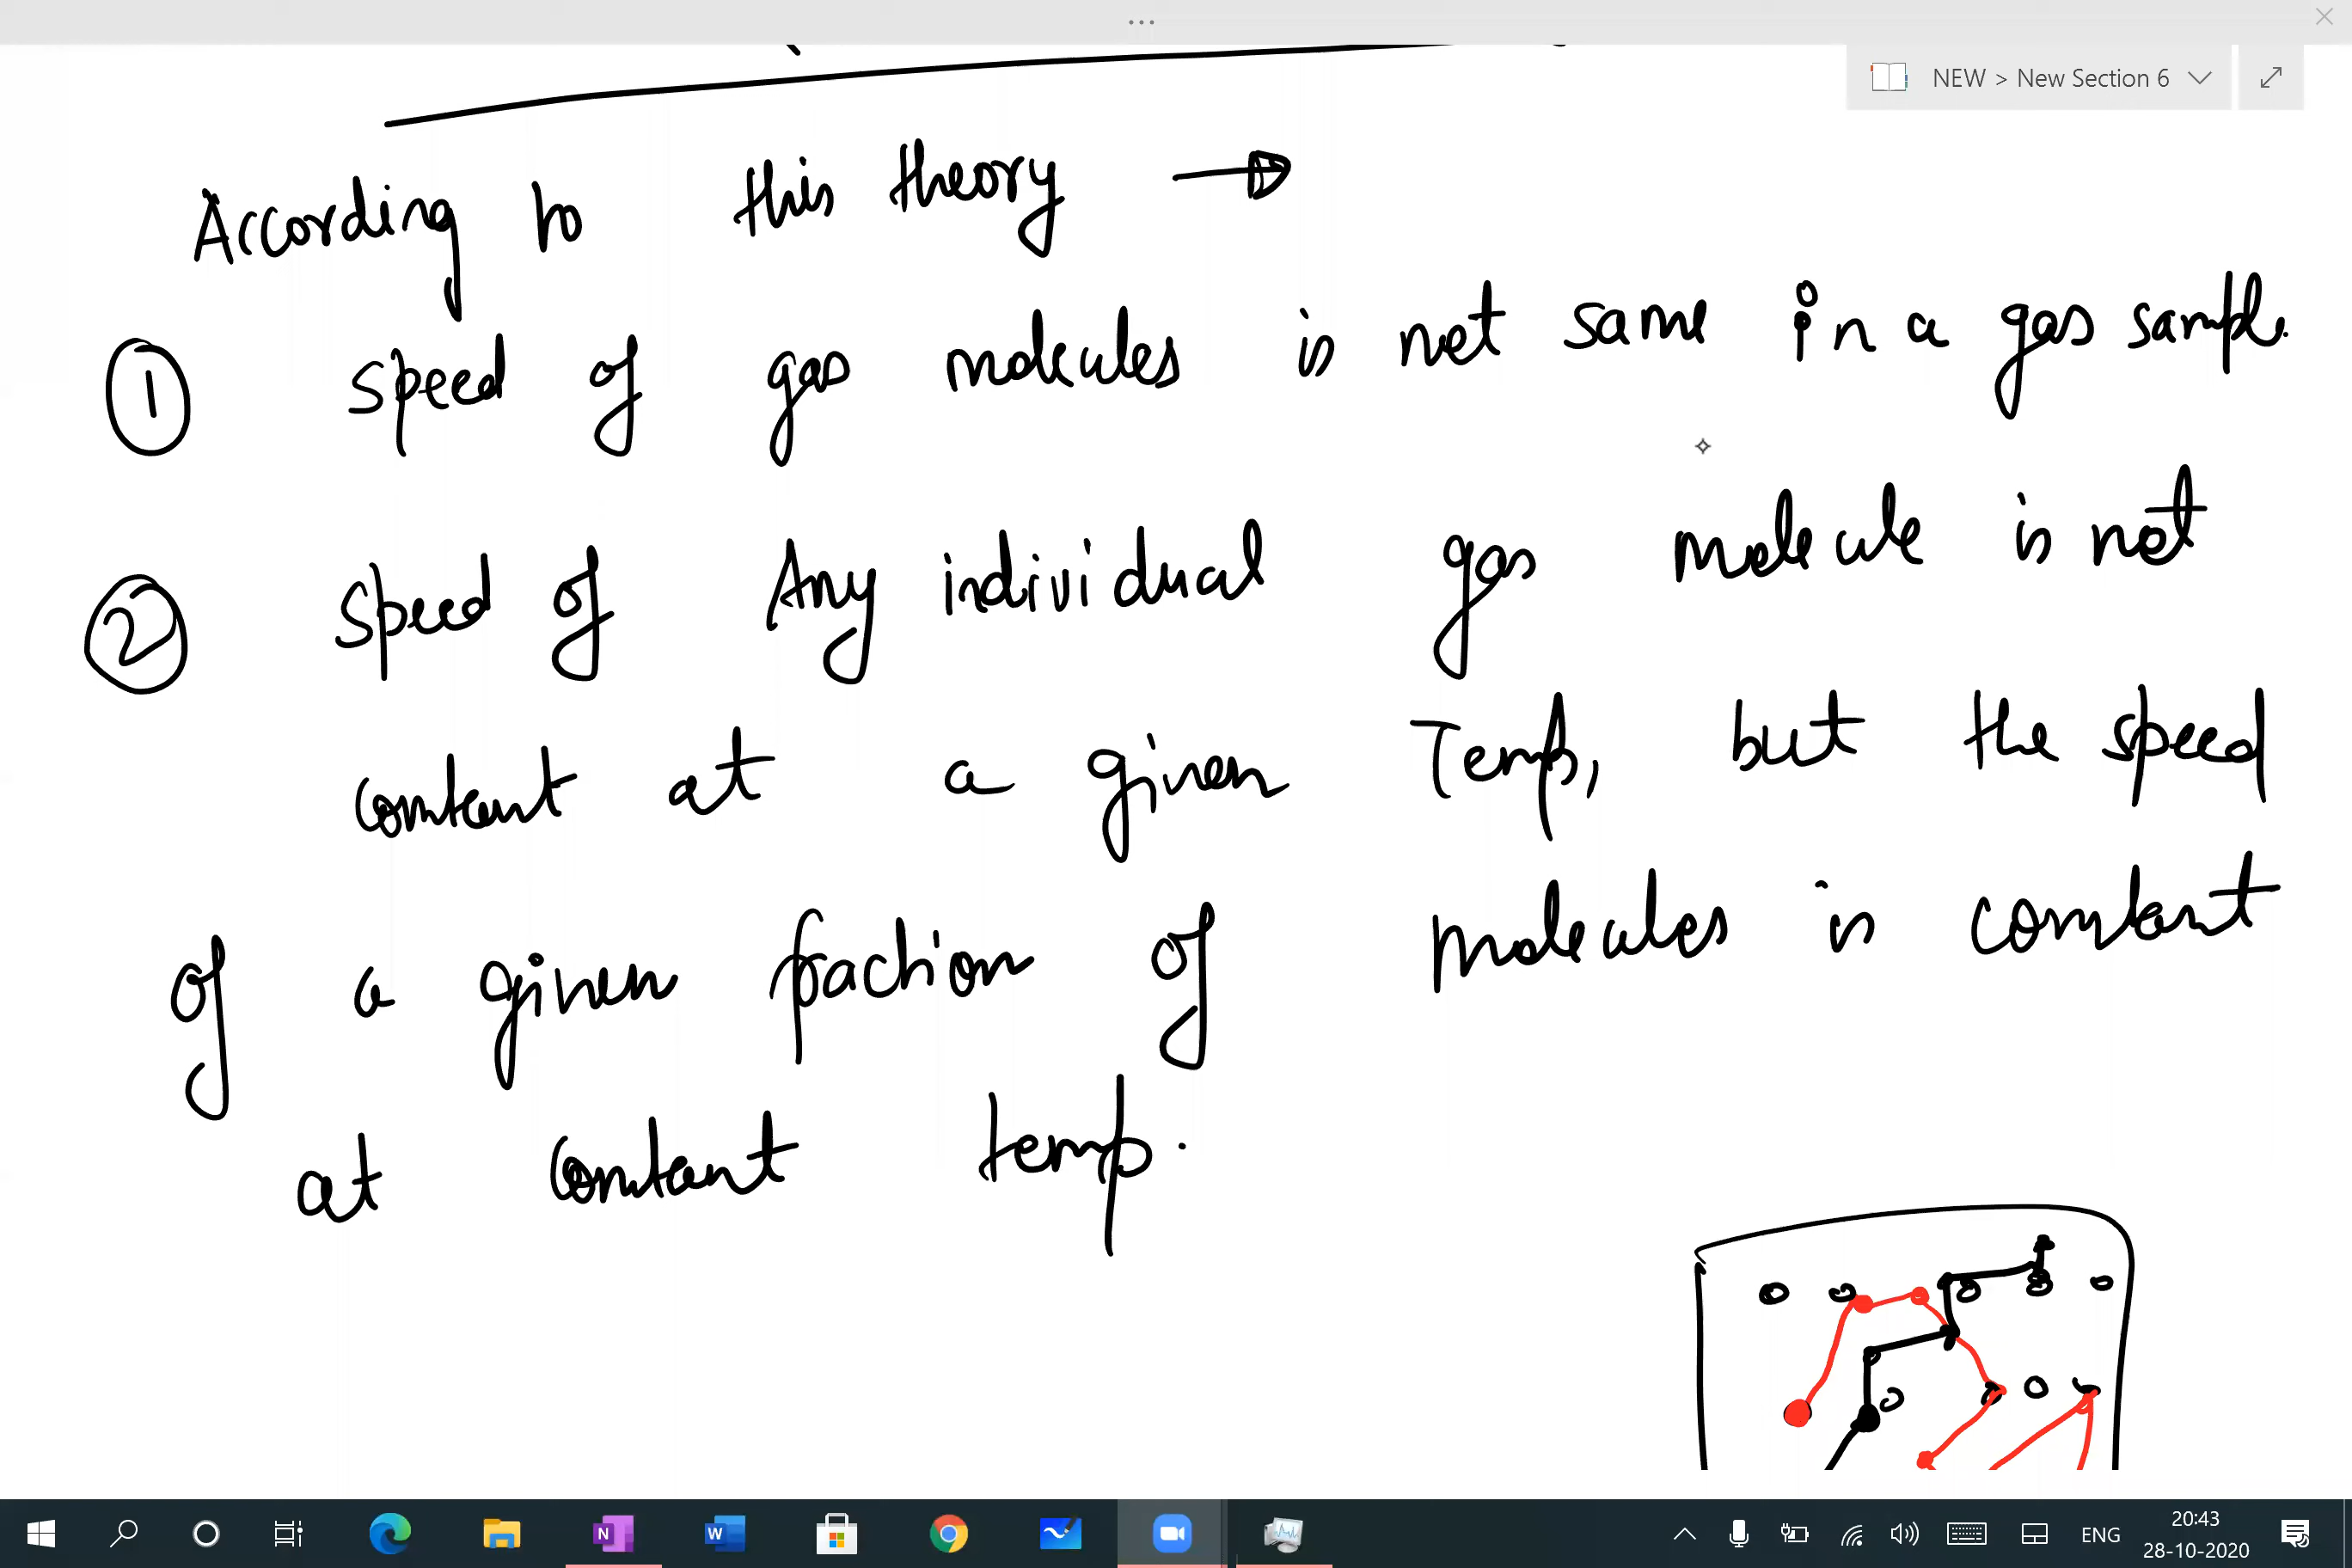 ...
NEW > New Section 6
According to this theory →
① speed of gas molecules is not same in a gas sample.
② speed of Any individual gas molecule is not
constant at a given Temp, but the speed
of a given fraction of molecules is constant
at constant temp.
ENG
20:43
28-10-2020